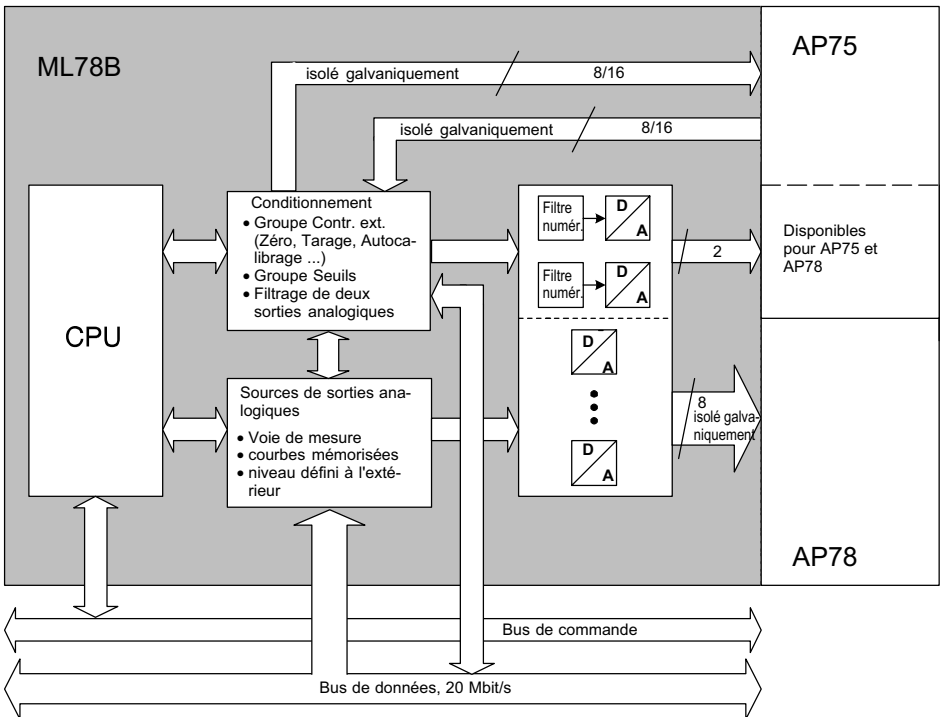 ML78B
AP75
isolé galvaniquement 8/16
isolé galvaniquement 8/16
Conditionnement
• Groupe Contr. ext.
(Zéro, Tarage, Autoca-
librage ...)
• Groupe Seuils
• Filtrage de deux
sorties analogiques
Filtre
numér.
D
A
Filtre
numér.
D
A
2
Disponibles
pour AP75 et
AP78
CPU
Sources de sorties ana-
logiques
• Voie de mesure
• courbes mémorisées
• niveau défini à l'exté-
rieur
D
A
D
A
8
isolé galva-
niquement
AP78
Bus de commande
Bus de données, 20 Mbit/s